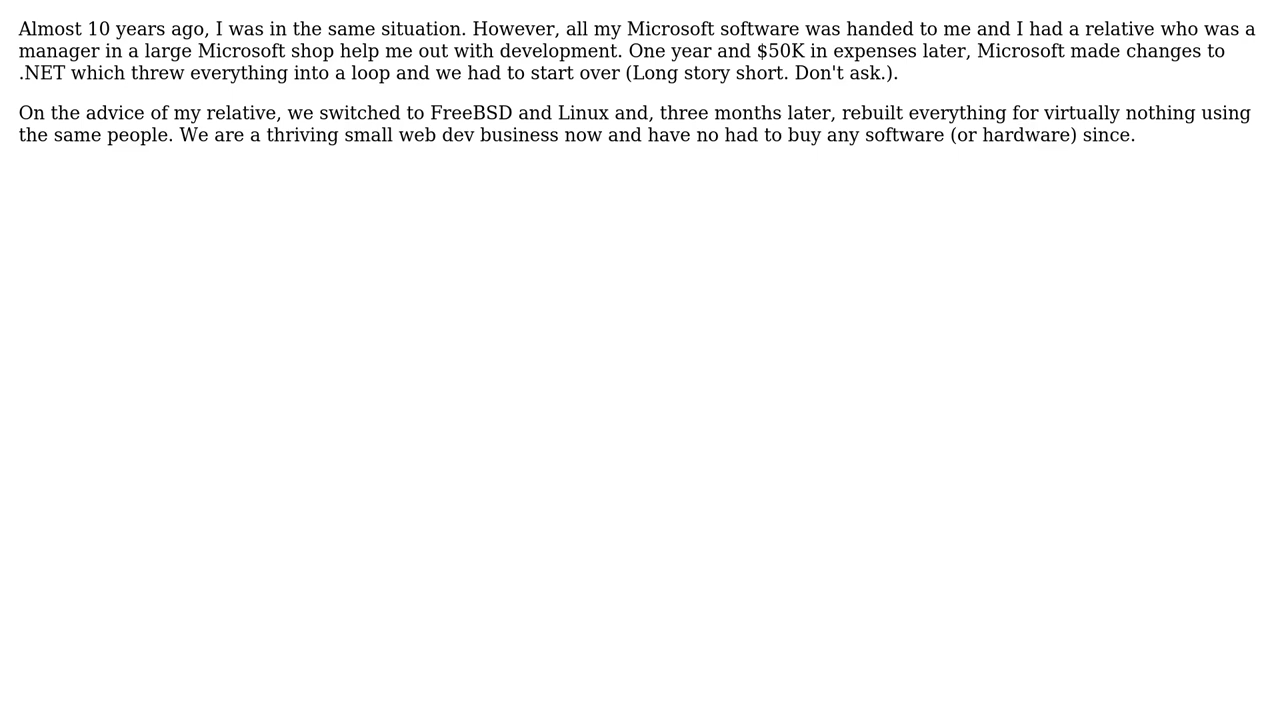 Almost 10 years ago, I was in the same situation. However, all my Microsoft software was handed to me and I had a relative who was a
manager in a large Microsoft shop help me out with development. One year and $50K in expenses later, Microsoft made changes to
.NET which threw everything into a loop and we had to start over (Long story short. Don't ask.).
On the advice of my relative, we switched to FreeBSD and Linux and, three months later, rebuilt everything for virtually nothing using
the same people. We are a thriving small web dev business now and have no had to buy any software (or hardware) since.